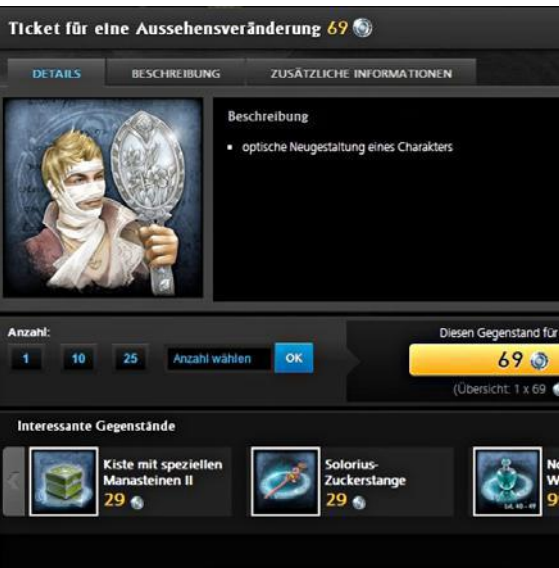 Ticket für eine Aussehensveränderung 69
DETAILS BESCHREIBUNG ZUSÄTZLICHE INFORMATIONEN
Beschreibung
optische Neugestaltung eines Charakters
Anzahl:
1 10 25 Anzahl wählen OK
Diesen Gegenstand für
69
(Übersicht: 1 x 69
Interessante Gegenstände
Kiste mit speziellen
Manasteinen II
29
Solorius-
Zuckerstange
29